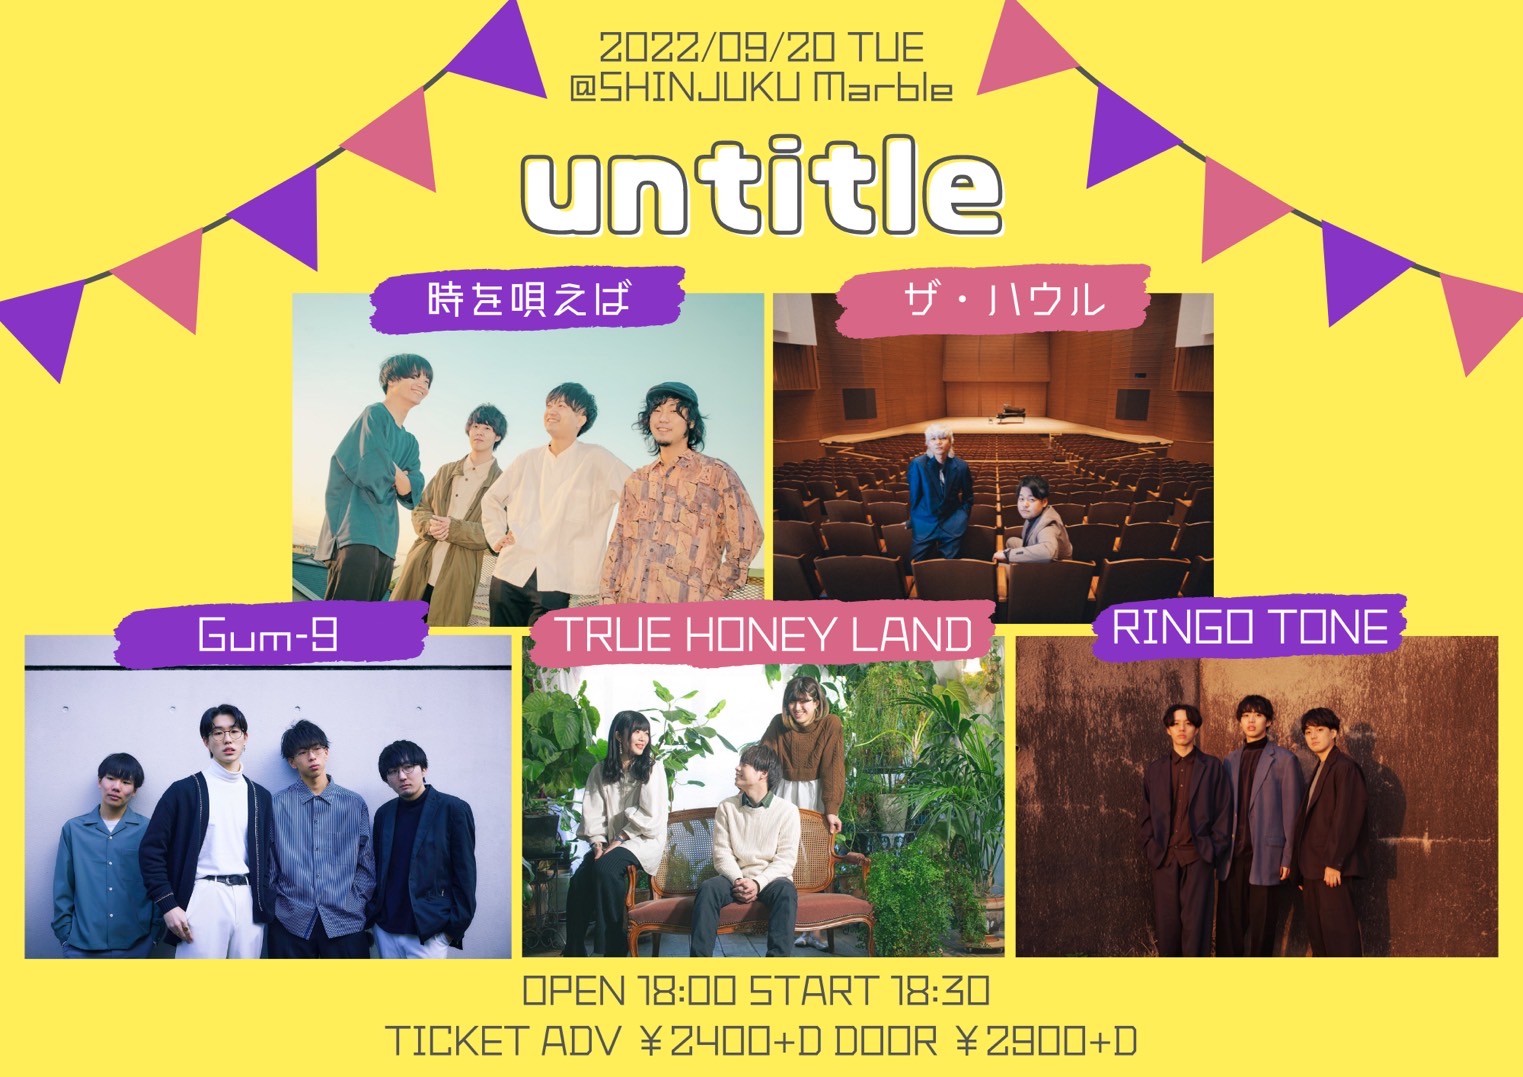 2022/09/20 TUE
@SHINJUKU Marble
untitle
時を唄えば
ザ・ハウル
Gum-9
TRUE HONEY LAND
RINGO TONE
OPEN 18:00 START 18:30
TICKET ADV ￥2400+D DOOR ￥2900+D